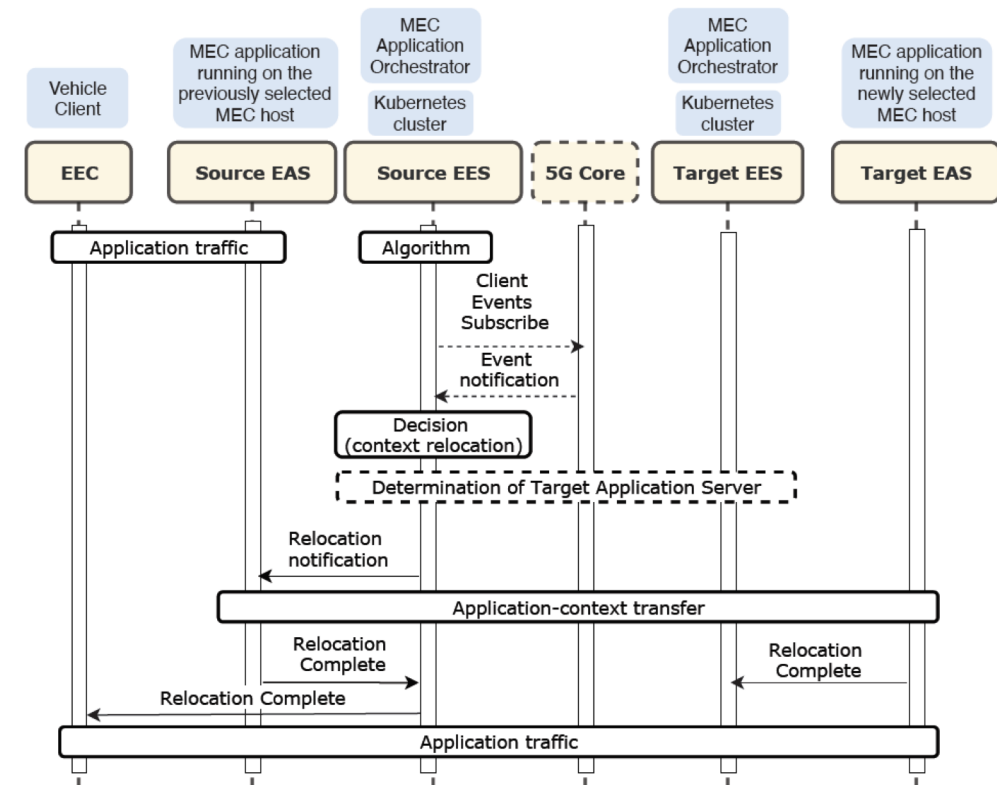 Vehicle
Client
MEC application
running on the
previously selected
MEC host
MEC
Application
Orchestrator
Kubernetes
cluster
MEC
Application
Orchestrator
Kubernetes
cluster
MEC application
running on the
newly selected
MEC host
EEC
Source EAS
Source EES
5G Core
Target EES
Target EAS
Application traffic
Algorithm
Client
Events
Subscribe
Event
notification
Decision
(context relocation)
Determination of Target Application Server
Relocation
notification
Application-context transfer
Relocation
Complete
Relocation
Complete
Relocation Complete
Application traffic